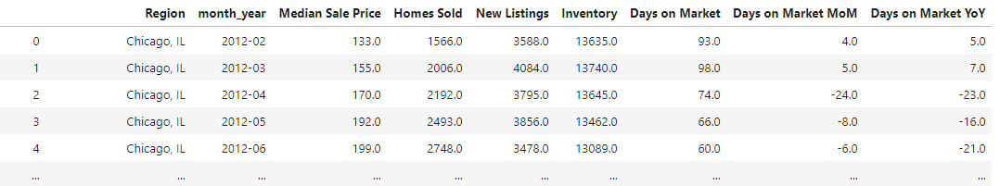 Region month_year Median Sale Price Homes Sold New Listings Inventory Days on Market Days on Market MoM Days on Market YoY
0 Chicago, IL 2012-02 133.0 1566.0 3588.0 13635.0 93.0 4.0 5.0
1 Chicago, IL 2012-03 155.0 2006.0 4084.0 13740.0 98.0 5.0 7.0
2 Chicago, IL 2012-04 170.0 2192.0 3795.0 13645.0 74.0 -24.0 -23.0
3 Chicago, IL 2012-05 192.0 2493.0 3856.0 13462.0 66.0 -8.0 -16.0
4 Chicago, IL 2012-06 199.0 2748.0 3478.0 13089.0 60.0 -6.0 -21.0
... ... ... ... ... ... ... ... ... ...